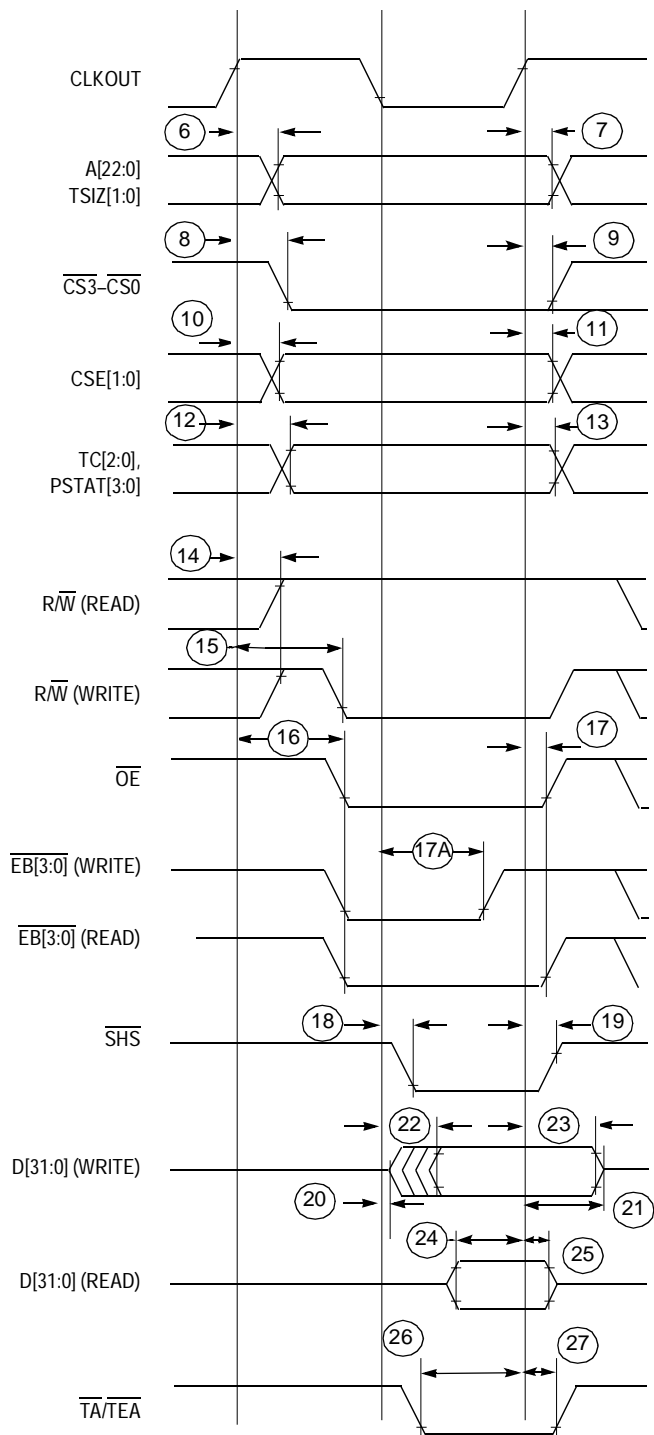 CLKOUT
6
7
A[22:0]
TSIZ[1:0]
8
9
CS3–CS0
10
11
CSE[1:0]
12
13
TC[2:0],
PSTAT[3:0]
14
R/W (READ)
15
R/W (WRITE)
16
17
OE
17A
EB[3:0] (WRITE)
EB[3:0] (READ)
18
19
SHS
22
23
D[31:0] (WRITE)
20
21
24
25
D[31:0] (READ)
26
27
TA/TEA